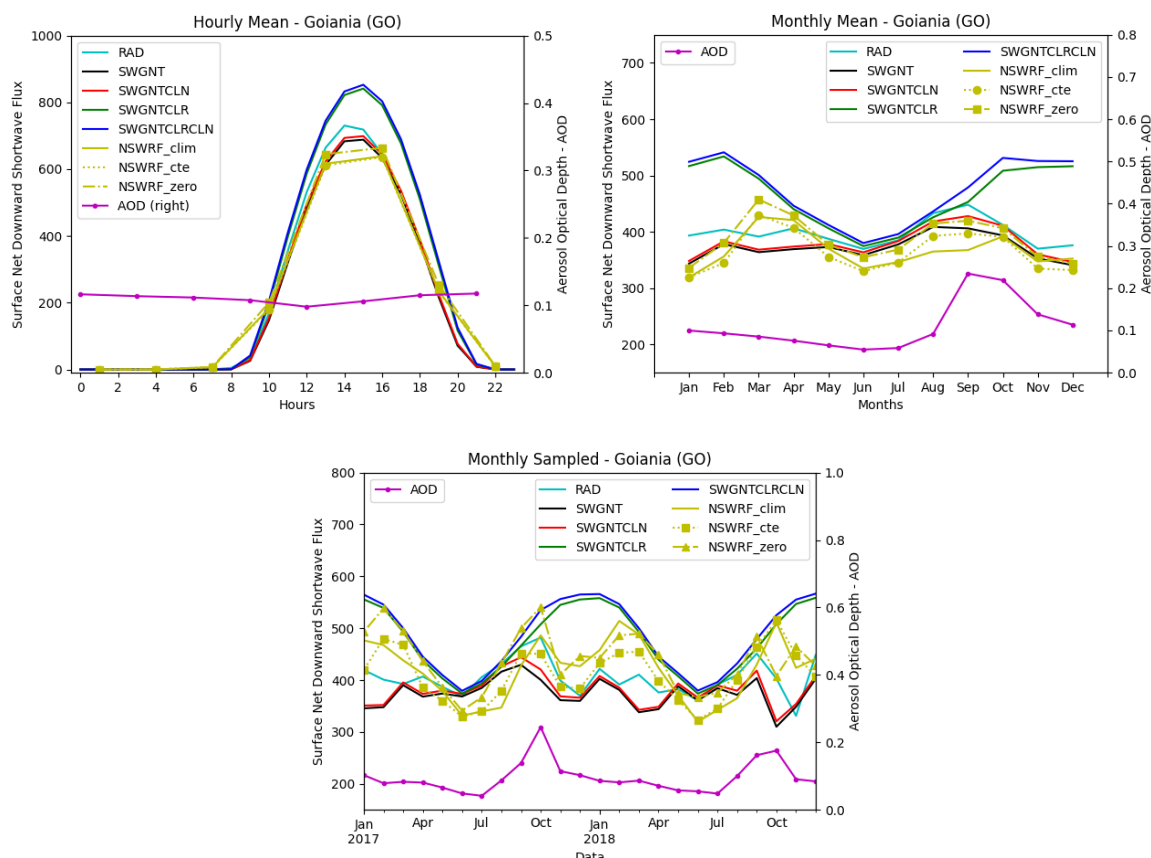 Hourly Mean - Goiania (GO)
Surface Net Downward Shortwave Flux
1000
800
600
400
200
0
RAD
SWGNT
SWGNTCLN
SWGNTCLR
SWGNTCLRCLN
NSWRF_clim
NSWRF_cte
NSWRF_zero
AOD (right)
0.5
0.4
0.3
0.2
0.1
0.0
Aerosol Optical Depth - AOD
0 2 4 6 8 10 12 14 16 18 20 22
Hours
Monthly Mean - Goiania (GO)
Surface Net Downward Shortwave Flux
700
600
500
400
300
200
AOD
RAD
SWGNT
SWGNTCLN
SWGNTCLR
SWGNTCLRCLN
NSWRF_clim
NSWRF_cte
NSWRF_zero
0.8
0.7
0.6
0.5
0.4
0.3
0.2
0.1
0.0
Aerosol Optical Depth - AOD
Jan Feb Mar Apr May Jun Jul Aug Sep Oct Nov Dec
Months
Monthly Sampled - Goiania (GO)
Surface Net Downward Shortwave Flux
800
700
600
500
400
300
200
AOD
RAD
SWGNT
SWGNTCLN
SWGNTCLR
SWGNTCLRCLN
NSWRF_clim
NSWRF_cte
NSWRF_zero
1.0
0.8
0.6
0.4
0.2
0.0
Aerosol Optical Depth - AOD
Jan Apr Jul Oct Jan Apr Jul Oct
2017 2018
Data